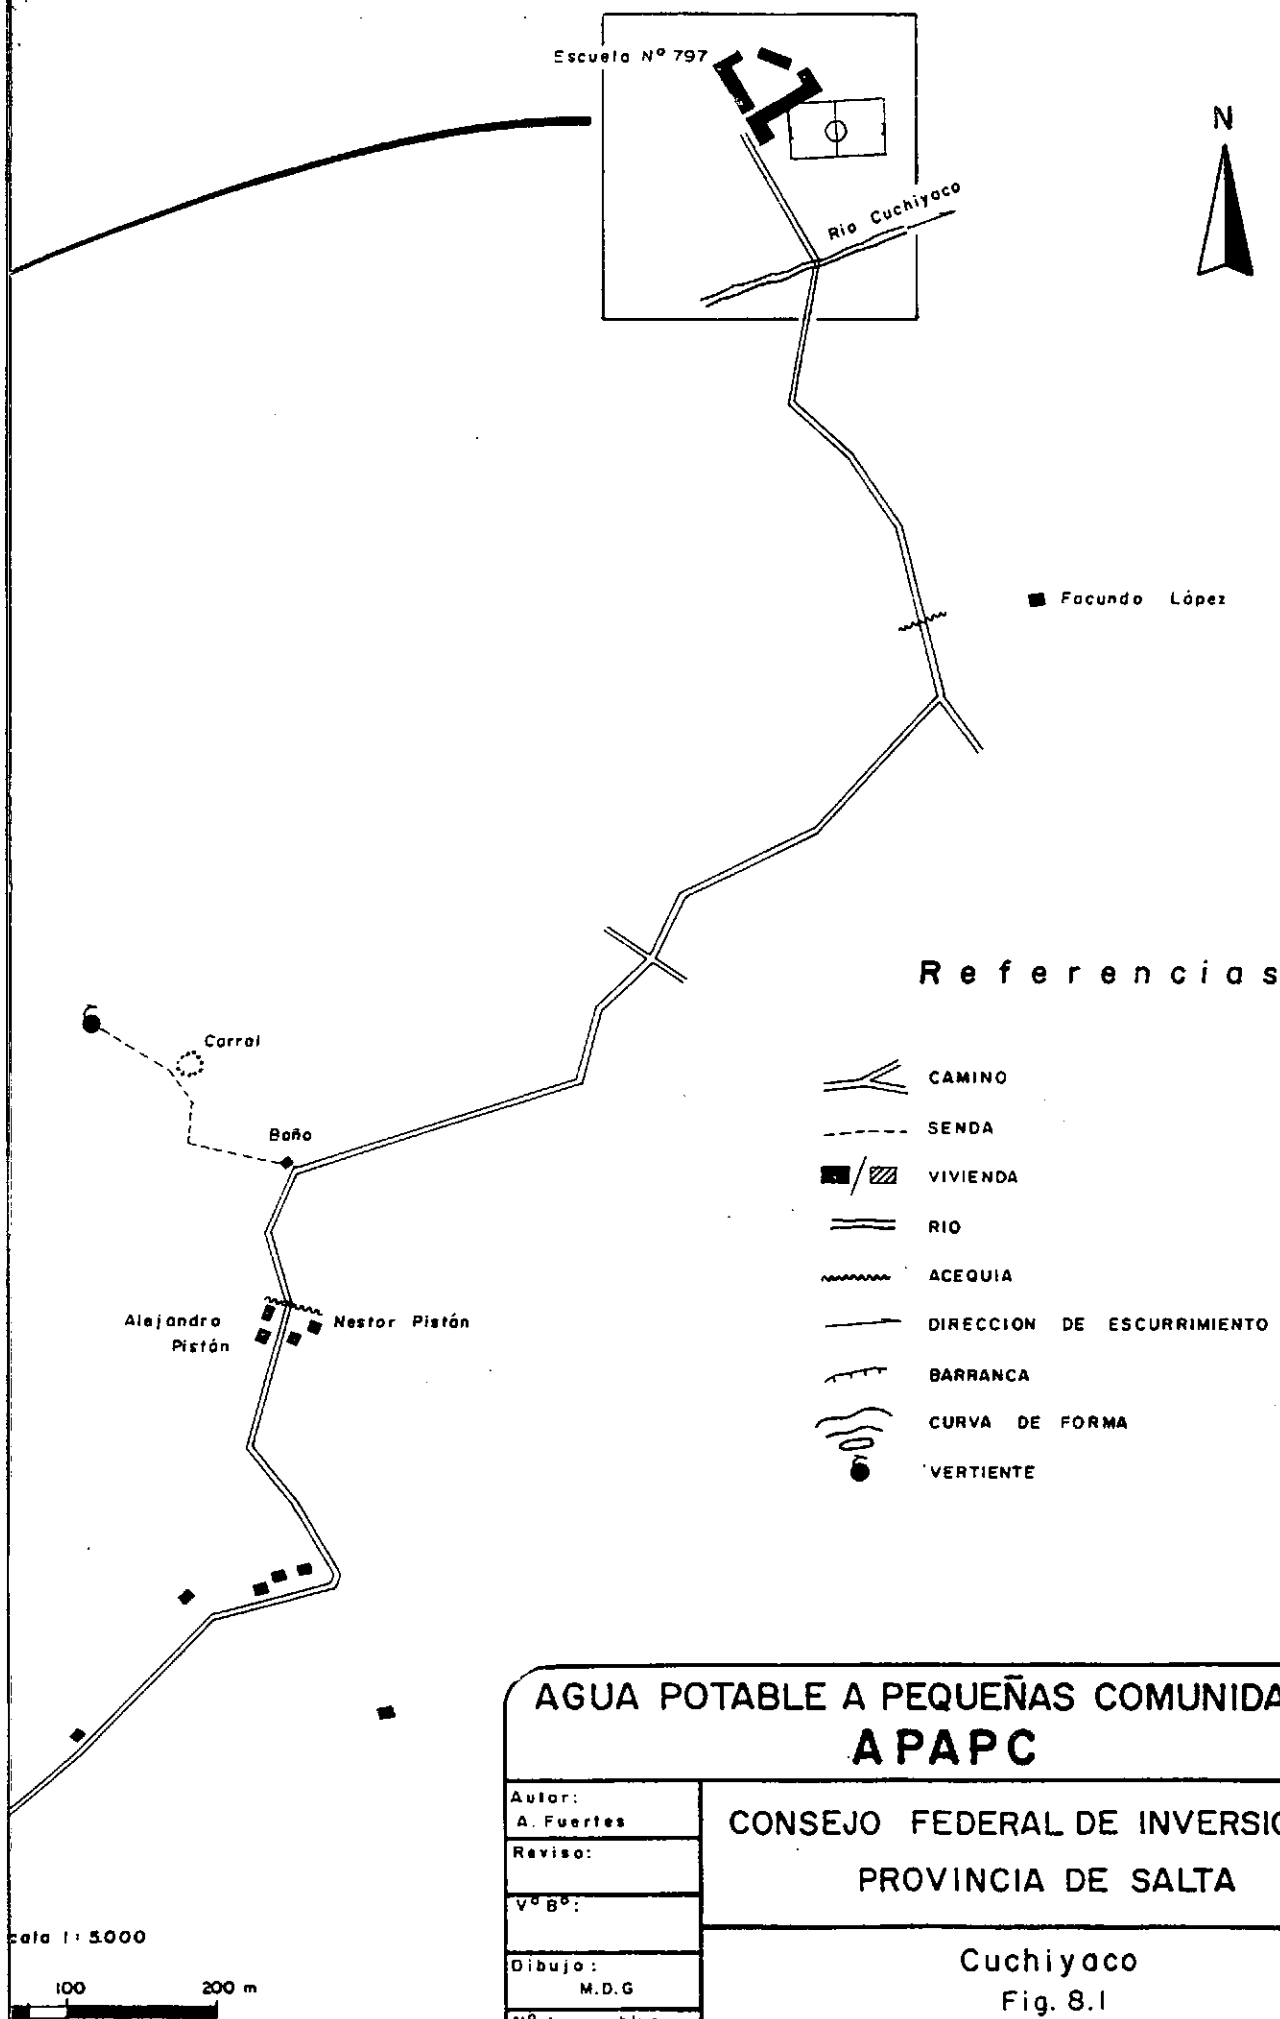 Escuela Nº 797
N
Rio Cuchiyaco
Facundo López
Referencias
Corral
CAMINO
SENDA
Baño
VIVIENDA
RIO
ACEQUIA
Alejandro
Pistán
Nestor Pistán
DIRECCION DE ESCURRIMIENTO
BARRANCA
CURVA DE FORMA
VERTIENTE
AGUA POTABLE A PEQUEÑAS COMUNIDA
APAPC
Autor:
A. Fuertes
CONSEJO FEDERAL DE INVERSIO
Reviso:
PROVINCIA DE SALTA
Vº Bº:
cala 1:5.000
Dibujo:
M.D.G
Cuchiyaco
Fig. 8.1
100 200 m